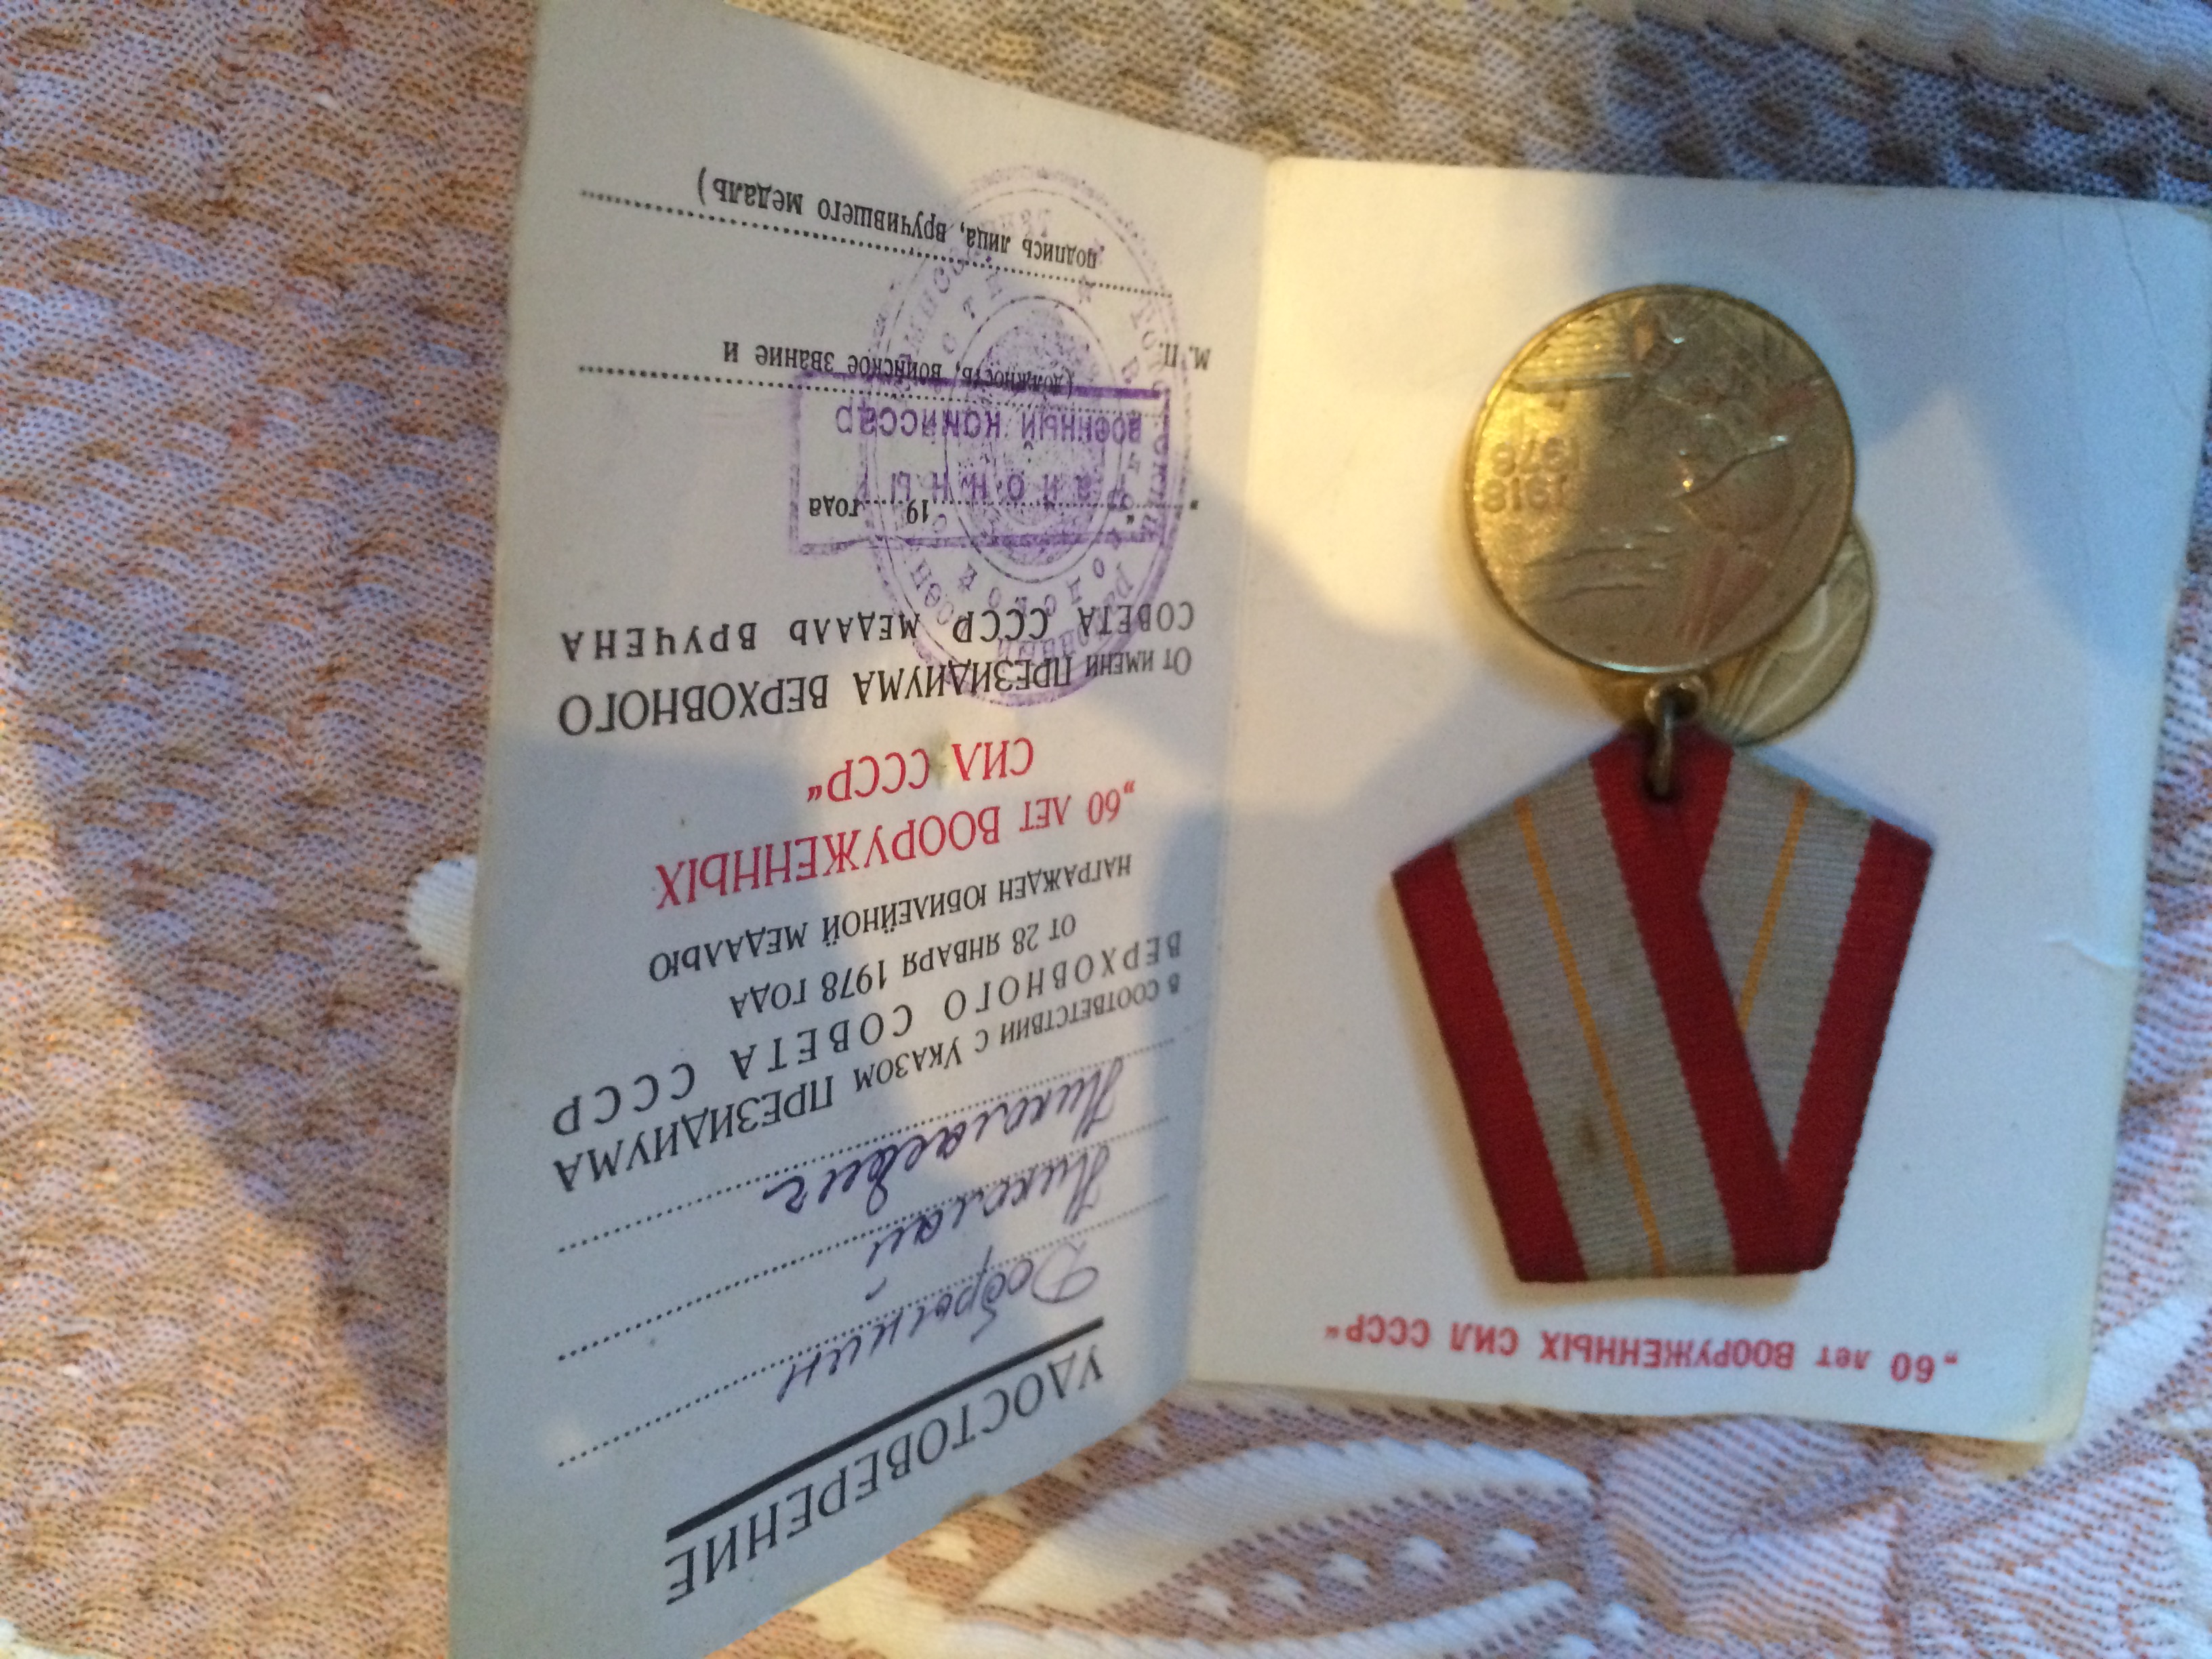 УДОСТОВЕРЕНИЕ
Добрынин
Николай
Николаевич
В СООТВЕТСТВИИ С УКАЗОМ ПРЕЗИДИУМА
ВЕРХОВНОГО СОВЕТА СССР
ОТ 28 ЯНВАРЯ 1978 ГОДА
НАГРАЖДЕН ЮБИЛЕЙНОЙ МЕДАЛЬЮ
„60 ЛЕТ ВООРУЖЕННЫХ
СИЛ СССР“
От имени ПРЕЗИДИУМА ВЕРХОВНОГО
СОВЕТА СССР МЕДАЛЬ ВРУЧЕНА
„ “ 19 года
Районный
военный комиссар
М. П. (должность, воинское звание и
подпись лица, вручившего медаль)
„60 лет ВООРУЖЕННЫХ СИЛ СССР“
1918
1978